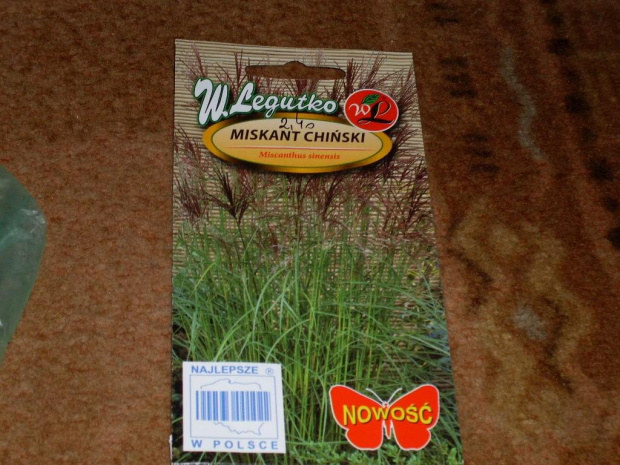 W. Legutko
WL
2,40
MISKANT CHIŃSKI
Miscanthus sinensis
NAJLEPSZE ®
W POLSCE
NOWOŚĆ